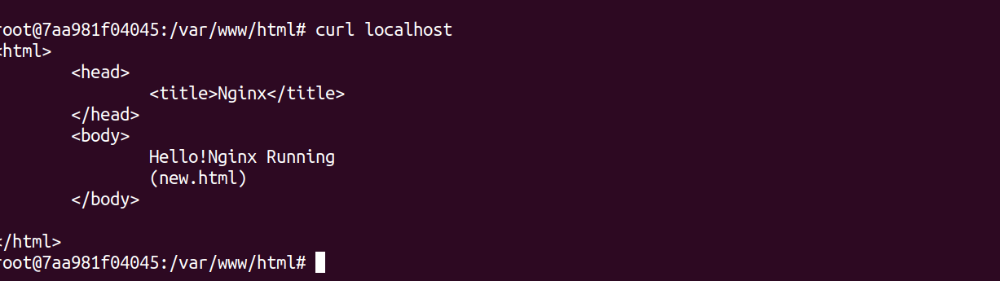 root@7aa981f04045:/var/www/html# curl localhost
<html>
<head>
<title>Nginx</title>
</head>
<body>
Hello!Nginx Running
(new.html)
</body>
</html>
root@7aa981f04045:/var/www/html#